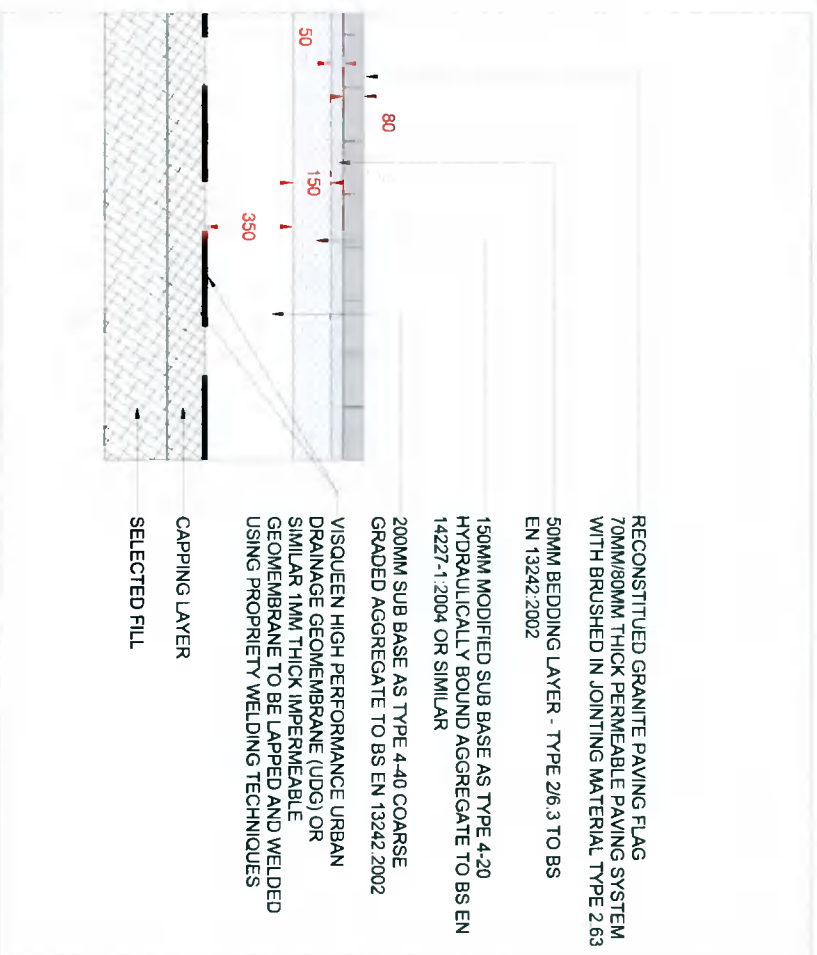 RECONSTITUED GRANITE PAVING FLAG
70MM/80MM THICK PERMEABLE PAVING SYSTEM
WITH BRUSHED IN JOINTING MATERIAL TYPE 2.63
50MM BEDDING LAYER - TYPE 2/6.3 TO BS
EN 13242:2002
150MM MODIFIED SUB BASE AS TYPE 4-20
HYDRAULICALLY BOUND AGGREGATE TO BS EN
14227-1:2004 OR SIMILAR
200MM SUB BASE AS TYPE 4-40 COARSE
GRADED AGGREGATE TO BS EN 13242:2002
VISQUEEN HIGH PERFORMANCE URBAN
DRAINAGE GEOMEMBRANE (UDG) OR
SIMILAR 1MM THICK IMPERMEABLE
GEOMEMBRANE TO BE LAPPED AND WELDED
USING PROPRIETY WELDING TECHNIQUES
CAPPING LAYER
SELECTED FILL
50
80
150
350